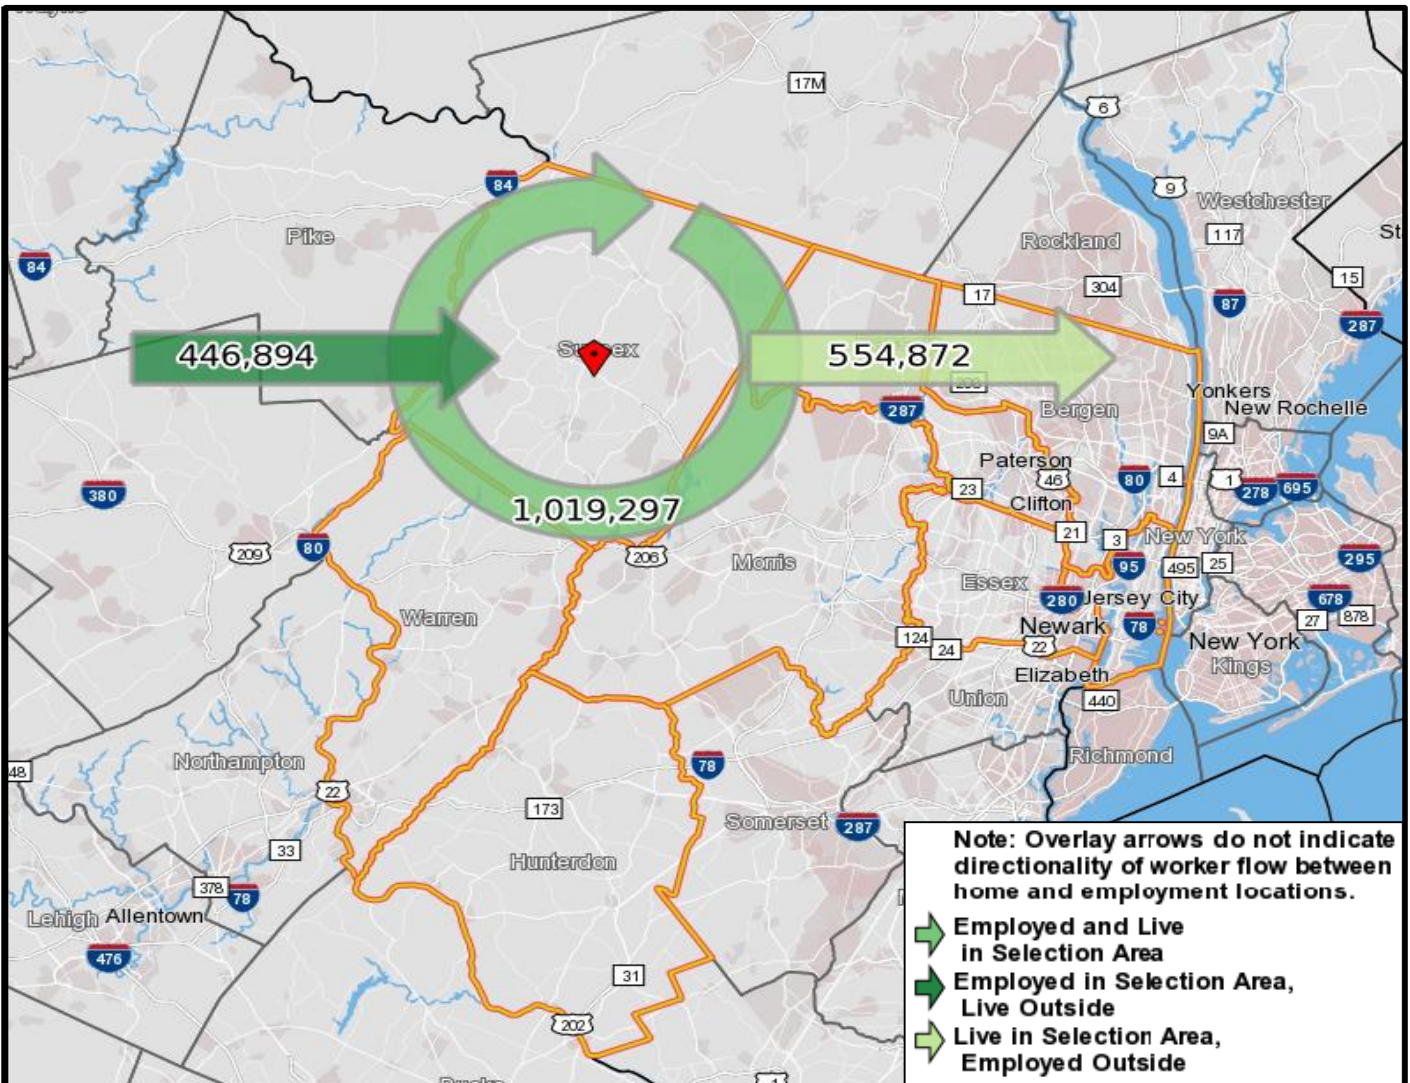 17M
6
84
9
Westchester
Pike
117
Rockland
St
84
15
304
17
87
287
446,894
554,872
Yonkers
287
Bergen
New Rochelle
9A
Paterson
46
80
4
1
278
695
380
23
Clifton
1,019,297
21
3
New York
209
80
206
Morris
95
495
25
295
Essex
280
Jersey City
678
Warren
124
24
Newark
78
27
878
22
New York
Kings
Elizabeth
Union
440
Northampton
78
Richmond
48
22
173
Somerset
287
33
Hunterdon
378
78
Lehigh
Allentown
476
31
202
Note: Overlay arrows do not indicate
directionality of worker flow between
home and employment locations.
Employed and Live
in Selection Area
Employed in Selection Area,
Live Outside
Live in Selection Area,
Employed Outside